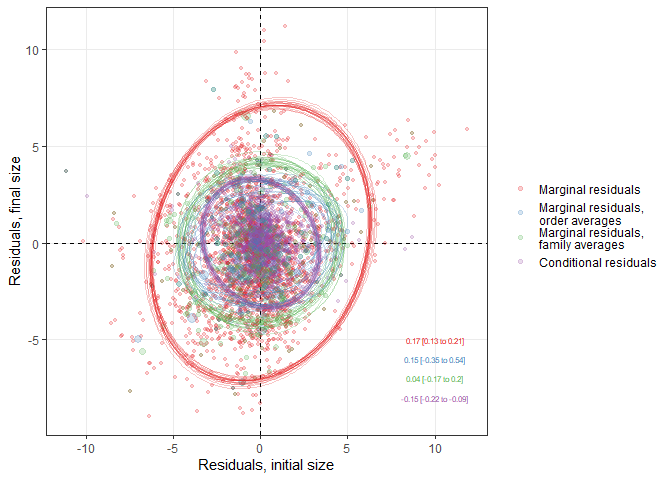 10
5
0
-5
-10
-5
0
5
10
Residuals, initial size
Residuals, final size
0.17 [0.13 to 0.21]
0.15 [-0.35 to 0.54]
0.04 [-0.17 to 0.2]
-0.15 [-0.22 to -0.09]
Marginal residuals
Marginal residuals,
order averages
Marginal residuals,
family averages
Conditional residuals